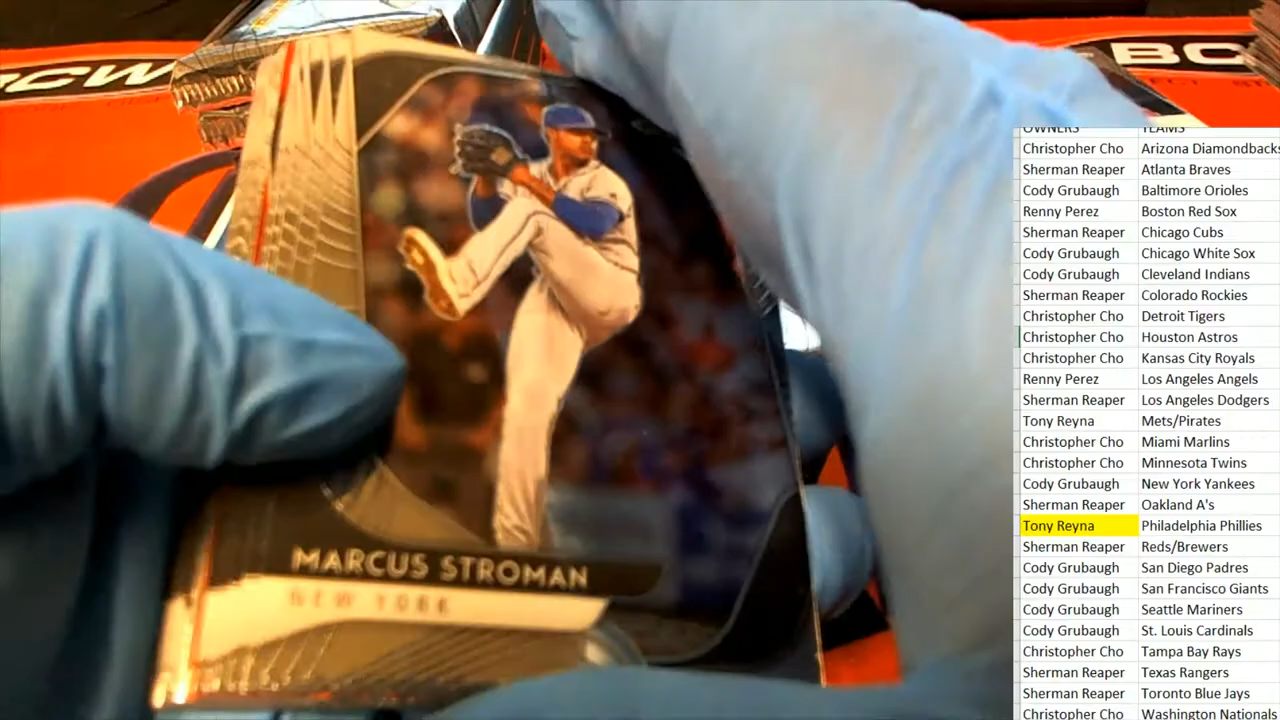 BCW
BC
MARCUS STROMAN
NEW YORK
OWNERS TEAMS
Christopher Cho Arizona Diamondbacks
Sherman Reaper Atlanta Braves
Cody Grubaugh Baltimore Orioles
Renny Perez Boston Red Sox
Sherman Reaper Chicago Cubs
Cody Grubaugh Chicago White Sox
Cody Grubaugh Cleveland Indians
Sherman Reaper Colorado Rockies
Christopher Cho Detroit Tigers
Christopher Cho Houston Astros
Christopher Cho Kansas City Royals
Renny Perez Los Angeles Angels
Sherman Reaper Los Angeles Dodgers
Tony Reyna Mets/Pirates
Christopher Cho Miami Marlins
Christopher Cho Minnesota Twins
Cody Grubaugh New York Yankees
Sherman Reaper Oakland A's
Tony Reyna Philadelphia Phillies
Sherman Reaper Reds/Brewers
Cody Grubaugh San Diego Padres
Cody Grubaugh San Francisco Giants
Cody Grubaugh Seattle Mariners
Cody Grubaugh St. Louis Cardinals
Christopher Cho Tampa Bay Rays
Sherman Reaper Texas Rangers
Sherman Reaper Toronto Blue Jays
Christopher Cho Washington Nationals